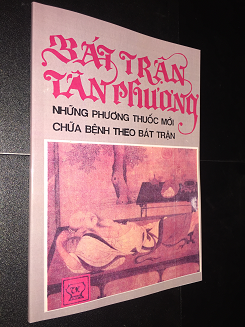 BÁT TRẬN
TÂN PHƯƠNG
NHỮNG PHƯƠNG THUỐC MỚI
CHỮA BỆNH THEO BÁT TRẬN